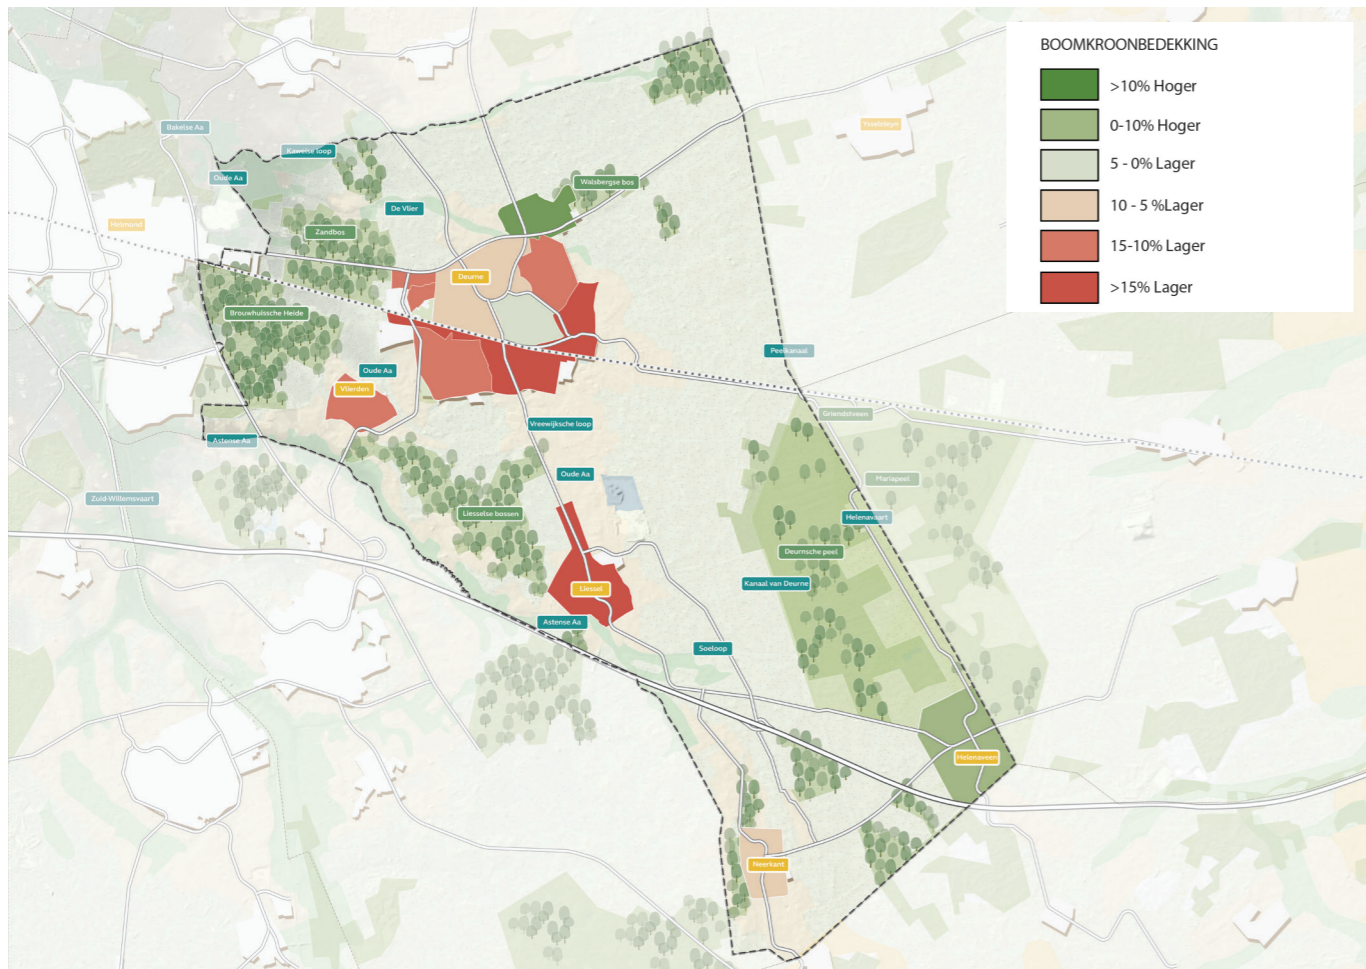 BOOMKROONBEDEKKING
>10% Hoger
0-10% Hoger
5 - 0% Lager
10 - 5 %Lager
15-10% Lager
>15% Lager
Ysselsteyn
Bakelse Aa
Kaweise loop
Oude Aa
Walsbergse bos
De Vlier
Helmond
Zandbos
Deurne
Brouwhuissche Heide
Peelkanaal
Oude Aa
Vlierden
Griendstveen
Vreewijksche loop
Astense Aa
Oude Aa
Mariapeel
Zuid-Willemsvaart
Liesselse bossen
Helenavaart
Deurnsche peel
Kanaal van Deurne
Liessel
Astense Aa
Soeloop
Helenaveen
Neerkant